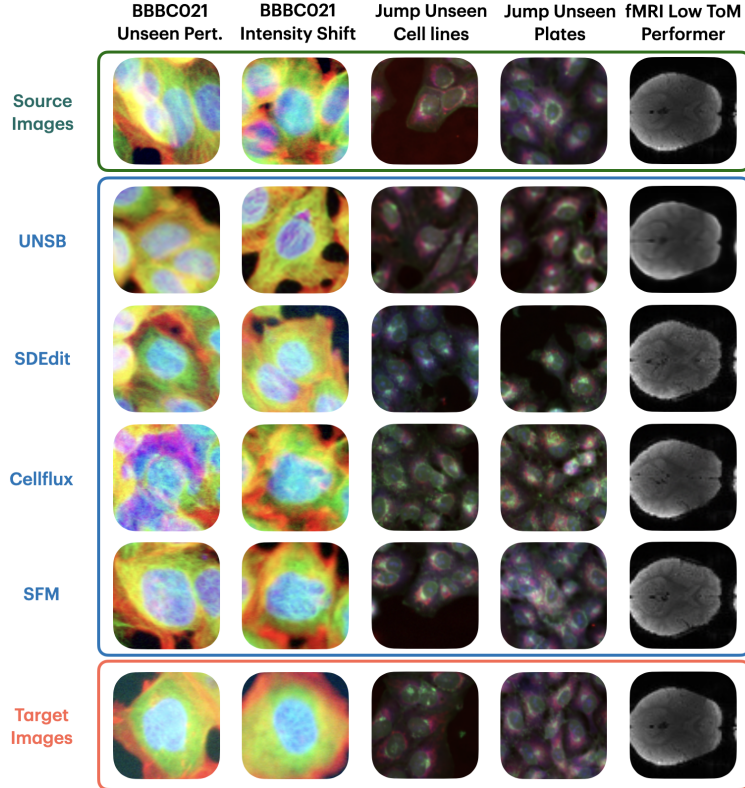 BBBC021 BBBC021 Jump Unseen Jump Unseen fMRI Low ToM
Unseen Pert. Intensity Shift Cell lines Plates Performer
Source
Images
UNSB
SDEdit
Cellflux
SFM
Target
Images